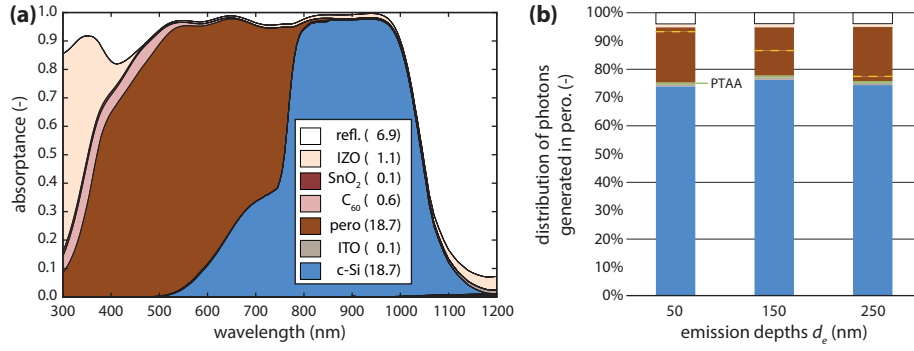 (a)
1.0
0.9
0.8
0.7
0.6
0.5
0.4
0.3
0.2
0.1
0.0
absorptance (-)
300 400 500 600 700 800 900 1000 1100 1200
wavelength (nm)
refl. ( 6.9)
IZO ( 1.1)
SnO₂ ( 0.1)
C₆₀ ( 0.6)
pero (18.7)
ITO ( 0.1)
c-Si (18.7)
(b)
100%
90%
80%
70%
60%
50%
40%
30%
20%
10%
0%
distribution of photons
generated in pero. (-)
PTAA
50 150 250
emission depths dₑ (nm)